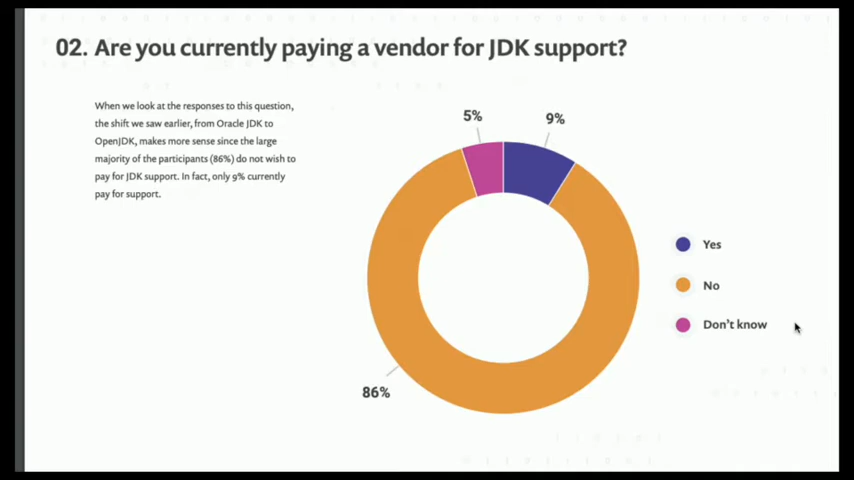 02. Are you currently paying a vendor for JDK support?
When we look at the responses to this question,
the shift we saw earlier, from Oracle JDK to
OpenJDK, makes more sense since the large
majority of the participants (86%) do not wish to
pay for JDK support. In fact, only 9% currently
pay for support.
5%
9%
Yes
No
Don't know
86%